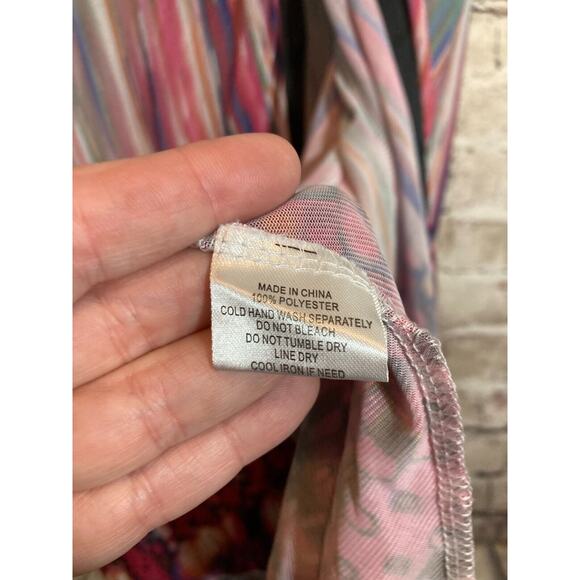 MADE IN CHINA
100% POLYESTER
COLD HAND WASH SEPARATELY
DO NOT BLEACH
DO NOT TUMBLE DRY
LINE DRY
COOL IRON IF NEED